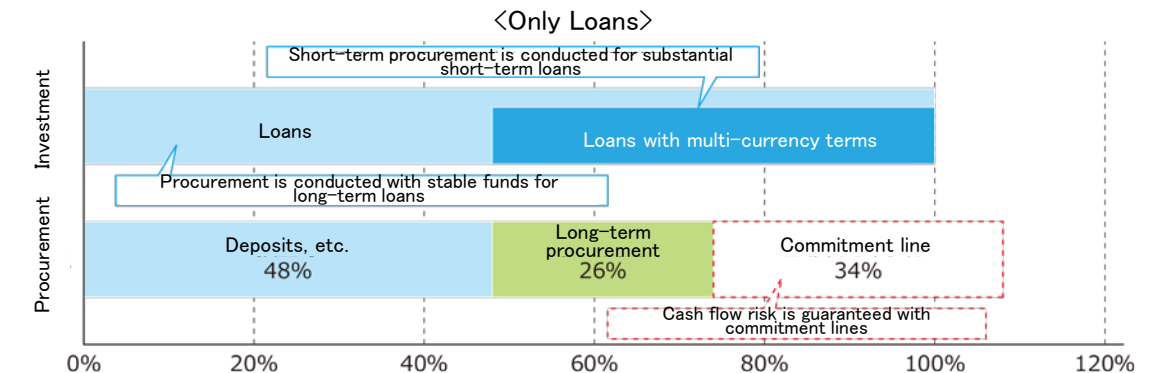 <Only Loans>
Short-term procurement is conducted for substantial
short-term loans
Investment
Loans
Loans with multi-currency terms
Procurement is conducted with stable funds for
long-term loans
Procurement
Deposits, etc.
48%
Long-term
procurement
26%
Commitment line
34%
Cash flow risk is guaranteed with
commitment lines
0%
20%
40%
60%
80%
100%
120%